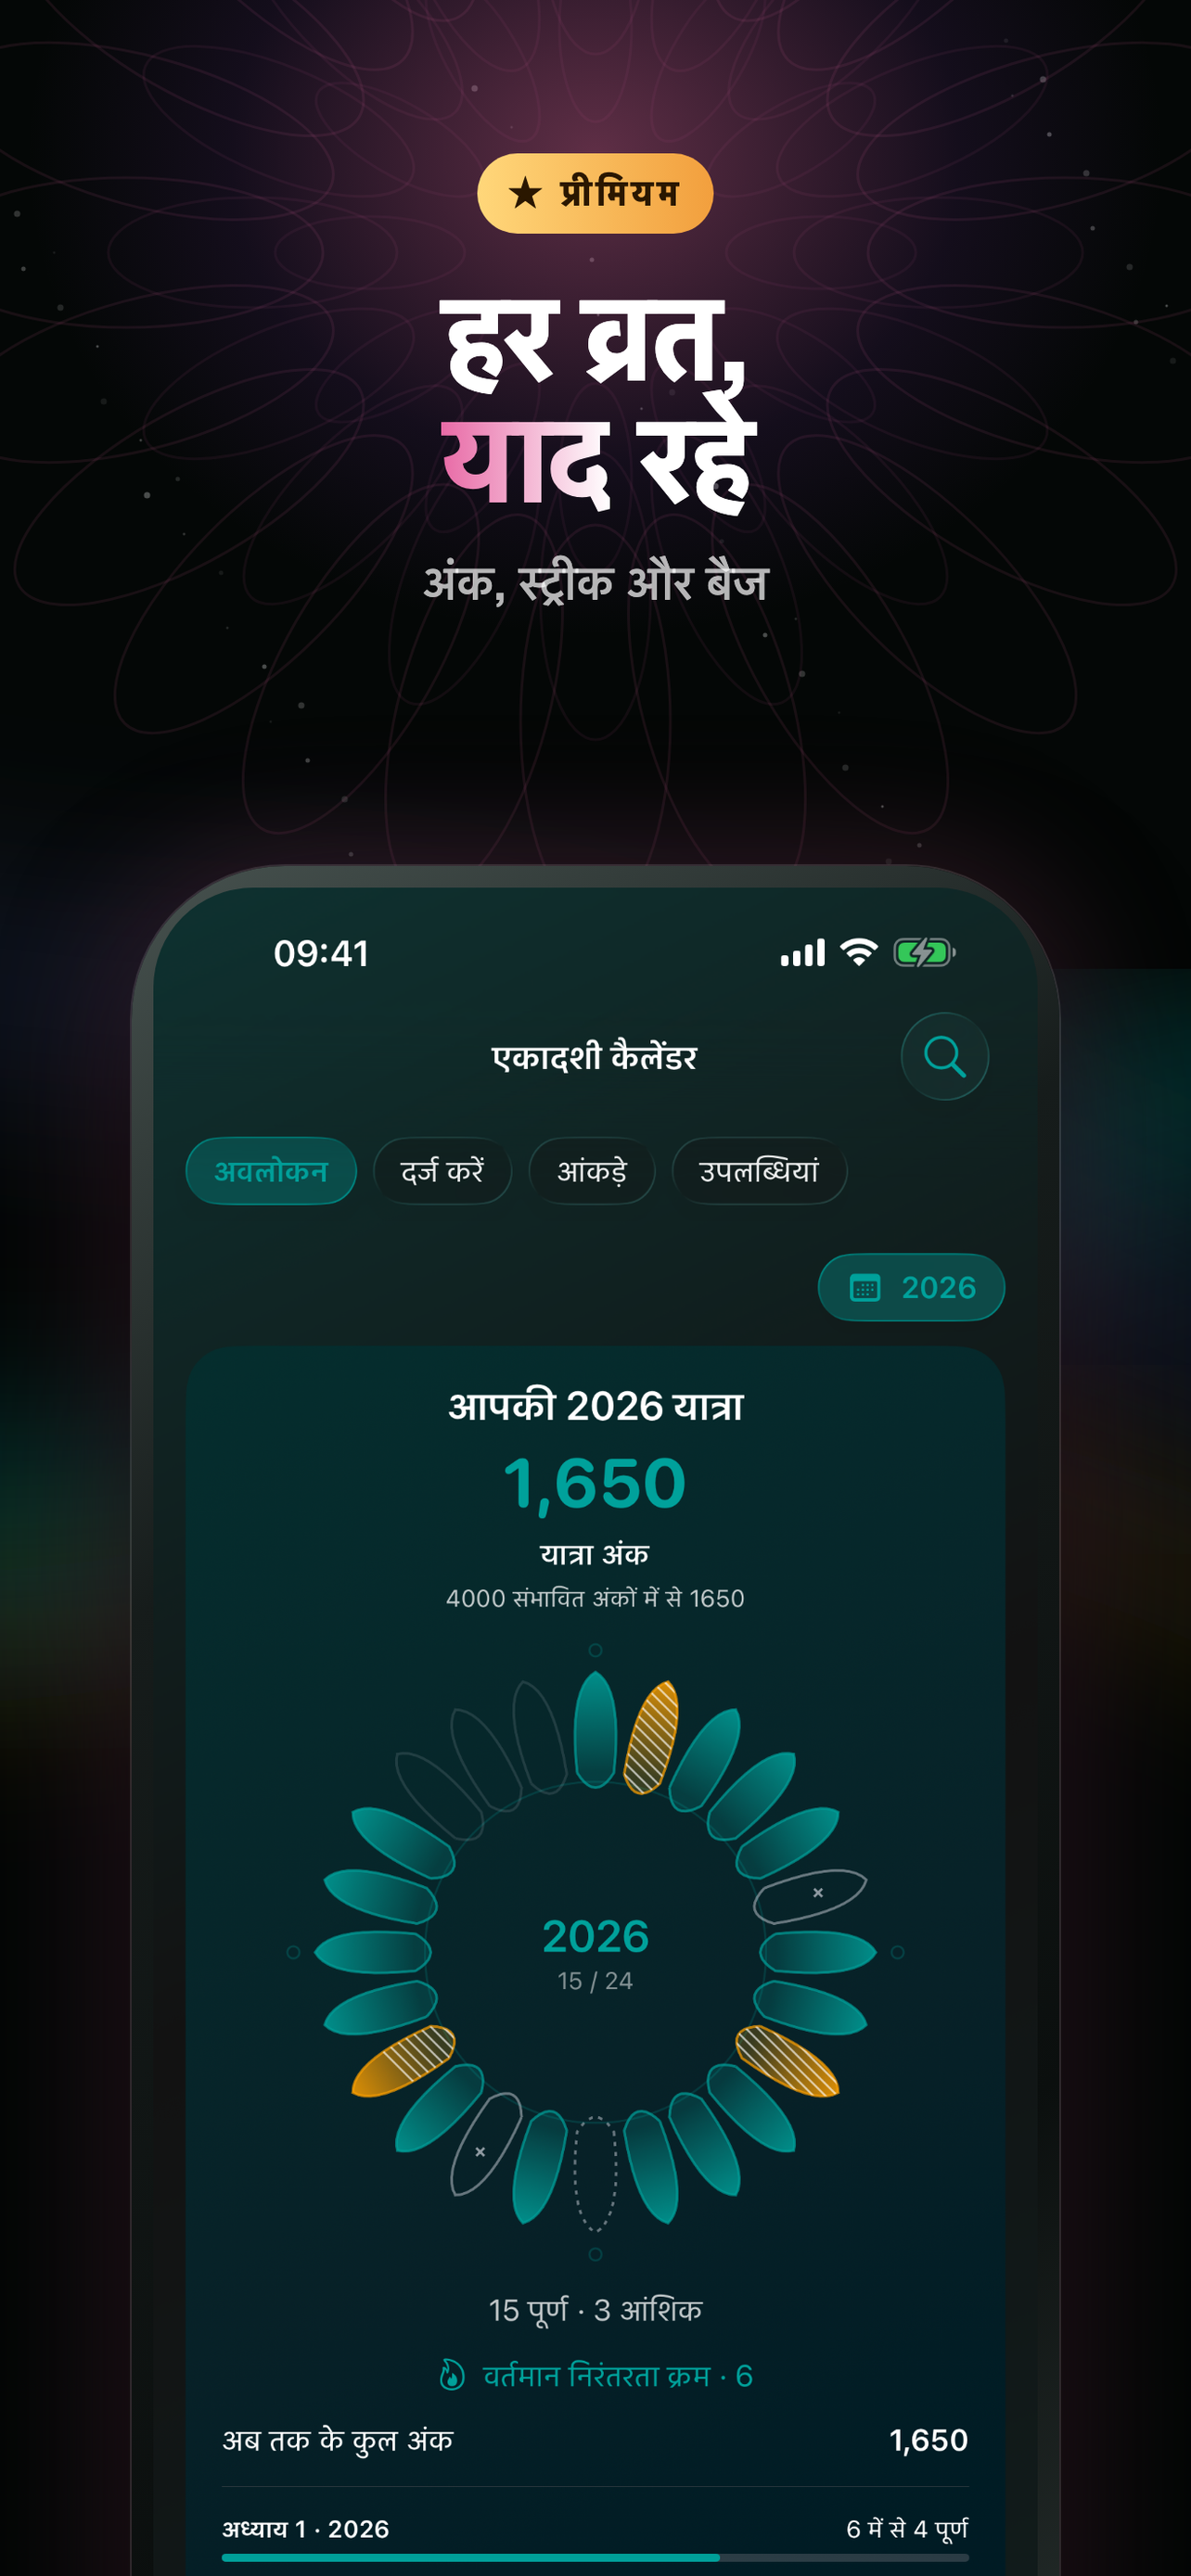 ★ प्रीमियम
हर व्रत,
याद रहे
अंक, स्ट्रीक और बैज
09:41
एकादशी कैलेंडर
अवलोकन दर्ज करें आंकड़े उपलब्धियां
2026
आपकी 2026 यात्रा
1,650
यात्रा अंक
4000 संभावित अंकों में से 1650
2026
15 / 24
15 पूर्ण · 3 आंशिक
वर्तमान निरंतरता क्रम · 6
अब तक के कुल अंक 1,650
अध्याय 1 · 2026 6 में से 4 पूर्ण